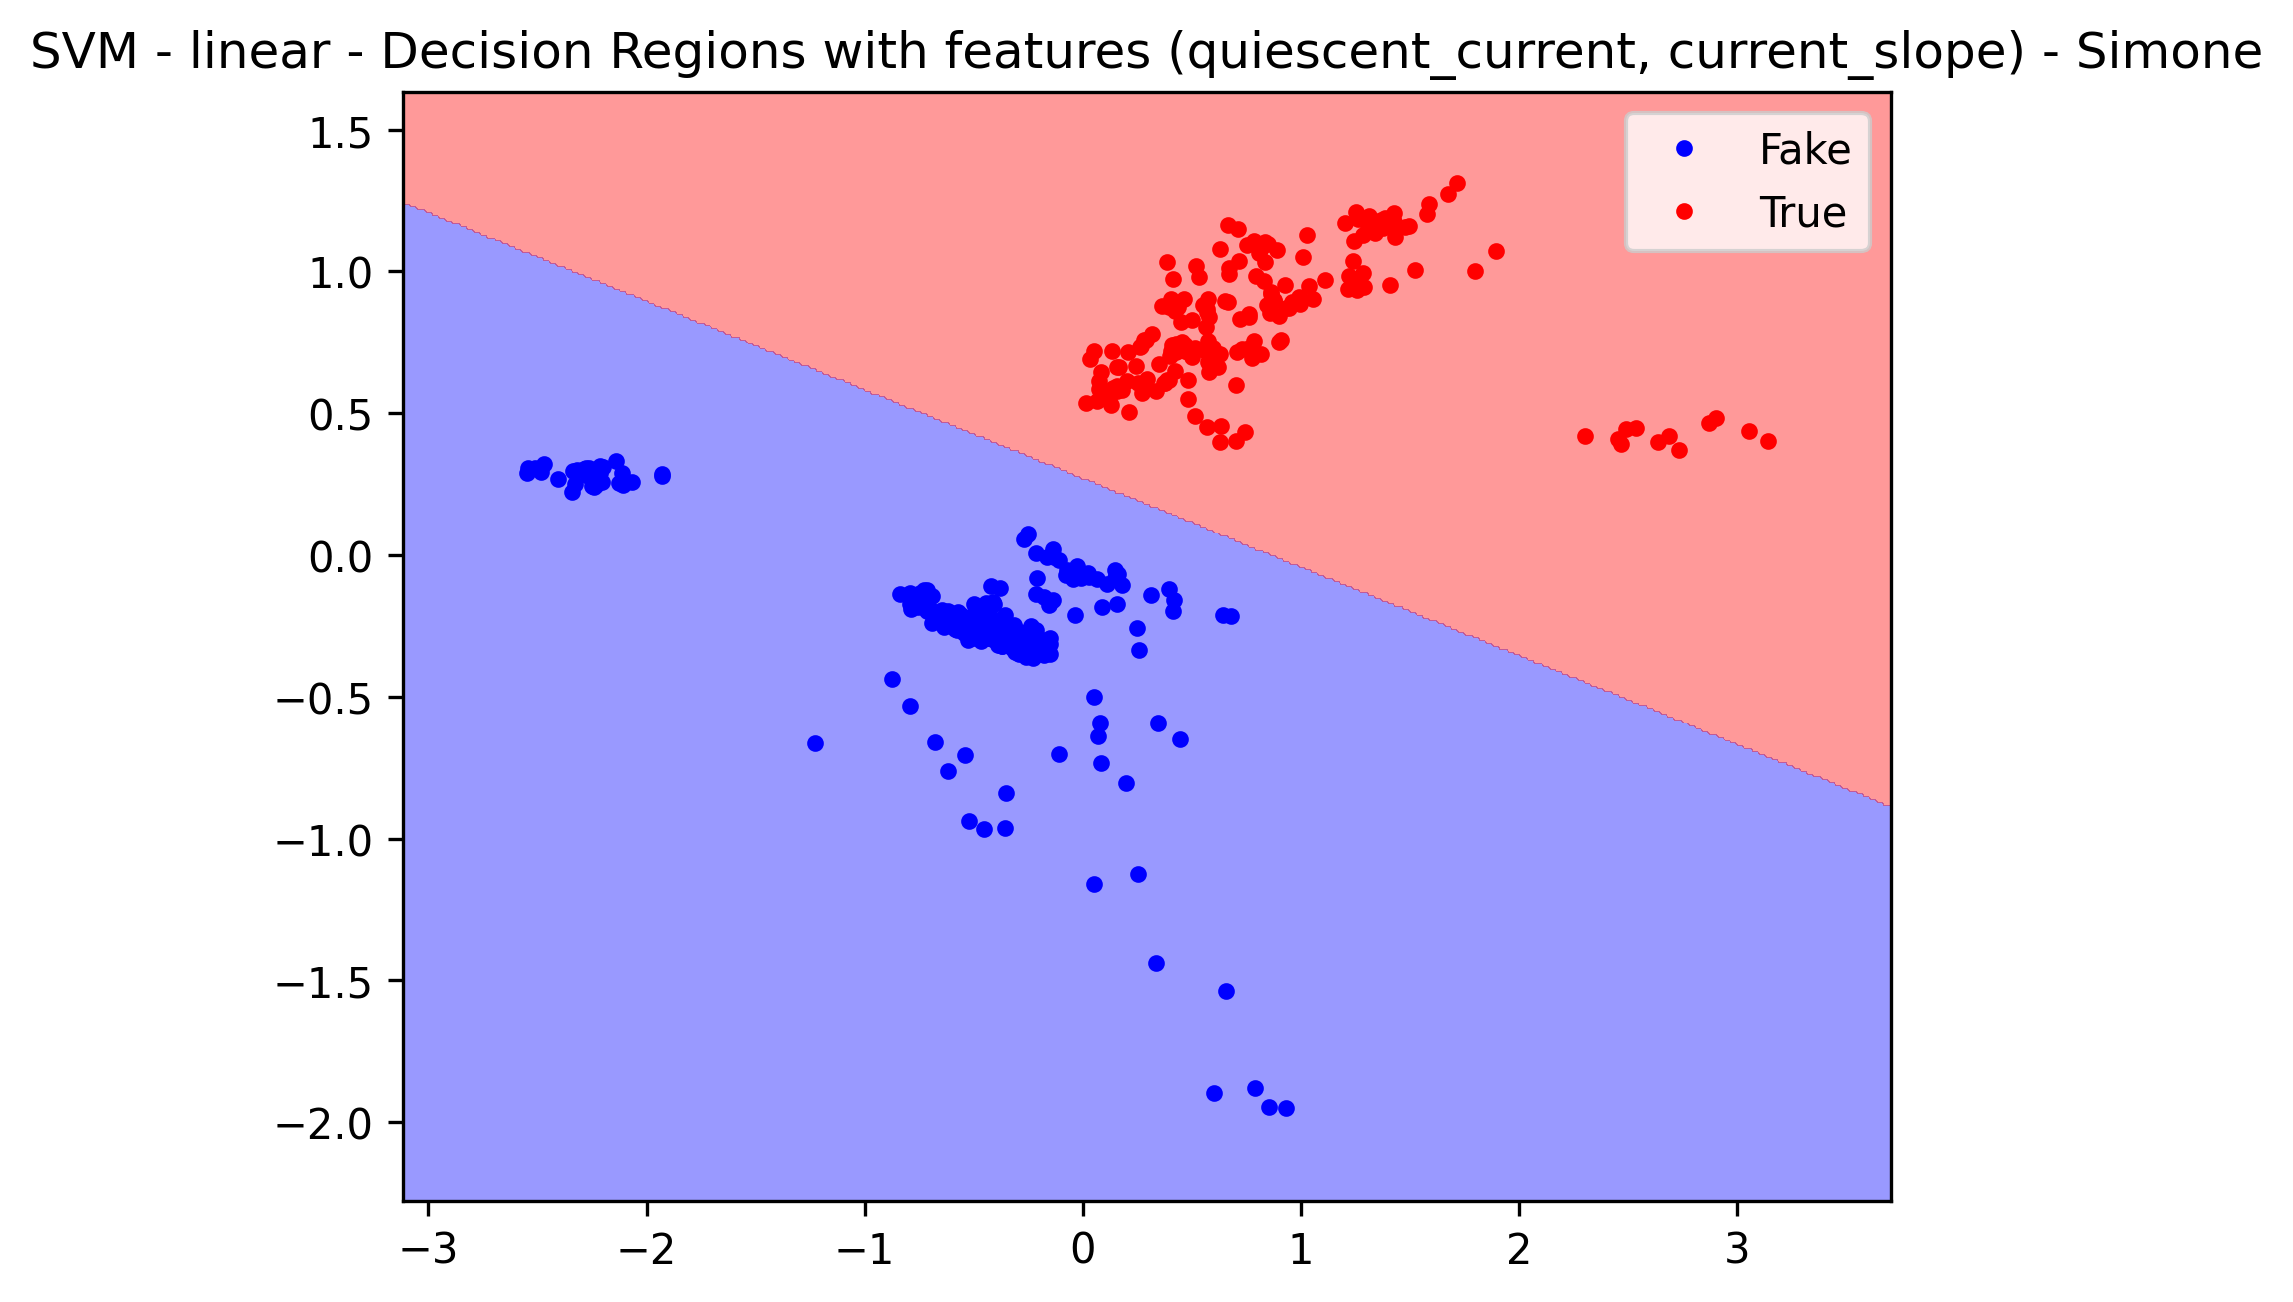 SVM - linear - Decision Regions with features (quiescent_current, current_slope) - Simone
Fake
True
1.5
1.0
0.5
0.0
−0.5
−1.0
−1.5
−2.0
−3 −2 −1 0 1 2 3